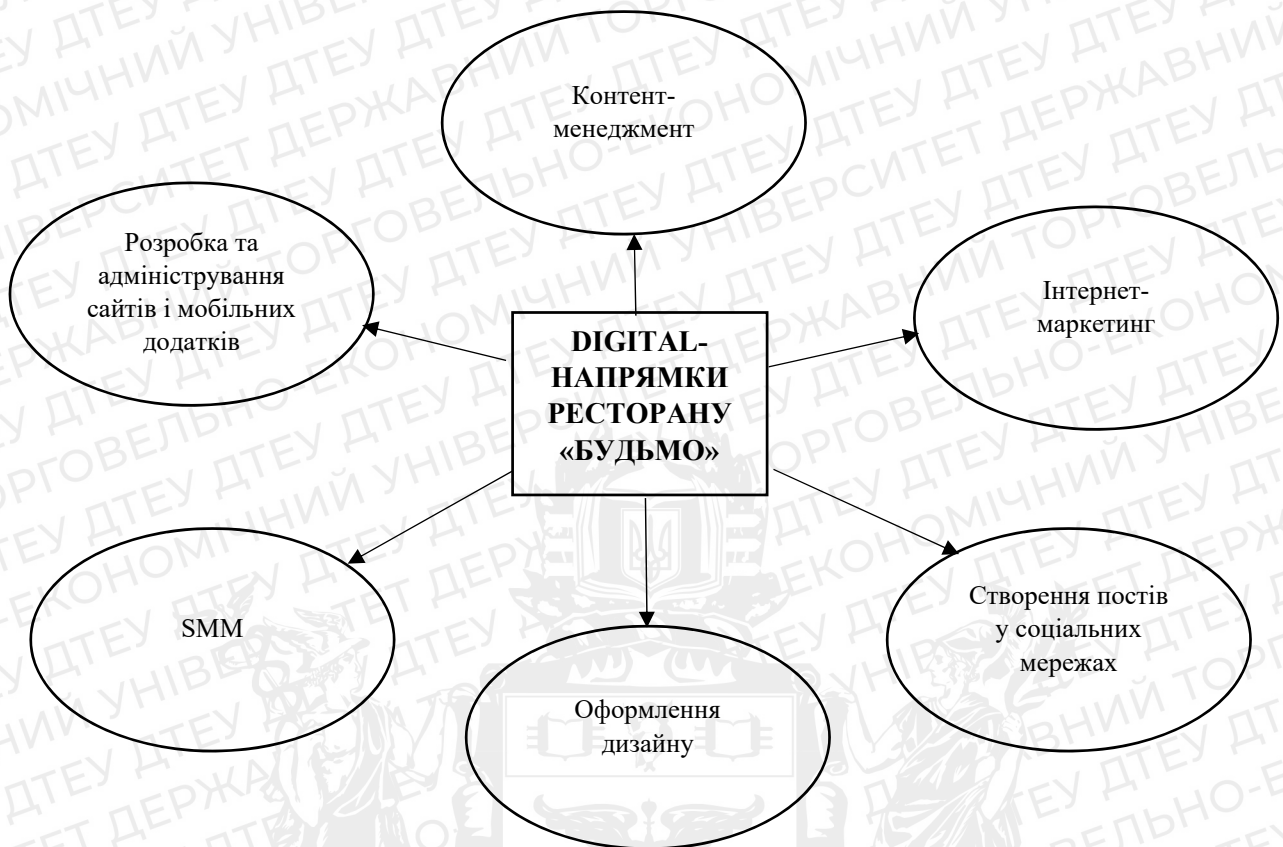 Контент-
менеджмент
Розробка та
адміністрування
сайтів і мобільних
додатків
Інтернет-
маркетинг
DIGITAL-
НАПРЯМКИ
РЕСТОРАНУ
«БУДЬМО»
SMM
Створення постів
у соціальних
мережах
Оформлення
дизайну